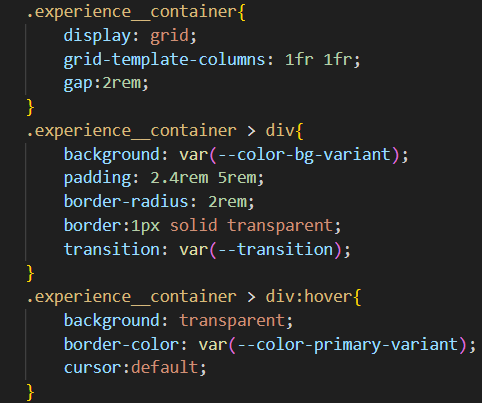 .experience__container{
display: grid;
grid-template-columns: 1fr 1fr;
gap:2rem;
}
.experience__container > div{
background: var(--color-bg-variant);
padding: 2.4rem 5rem;
border-radius: 2rem;
border:1px solid transparent;
transition: var(--transition);
}
.experience__container > div:hover{
background: transparent;
border-color: var(--color-primary-variant);
cursor:default;
}